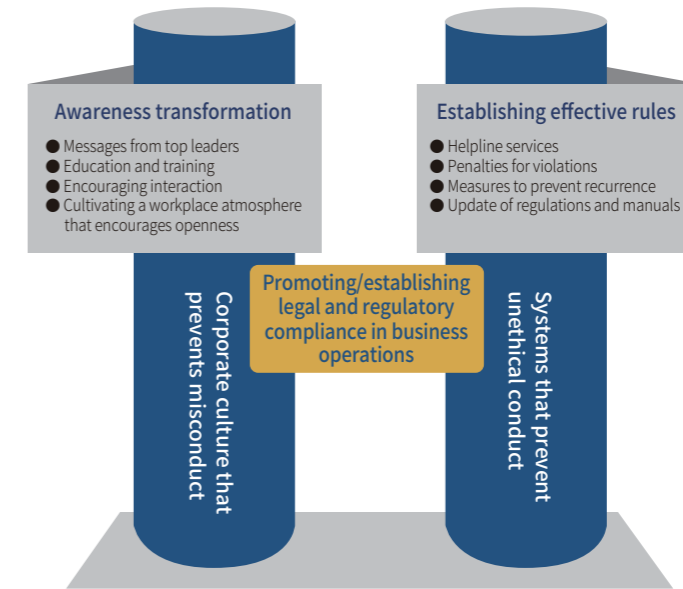 Awareness transformation
● Messages from top leaders
● Education and training
● Encouraging interaction
● Cultivating a workplace atmosphere
that encourages openness
Establishing effective rules
● Helpline services
● Penalties for violations
● Measures to prevent recurrence
● Update of regulations and manuals
Promoting/establishing
legal and regulatory
compliance in business
operations
Corporate culture that
prevents misconduct
Systems that prevent
unethical conduct